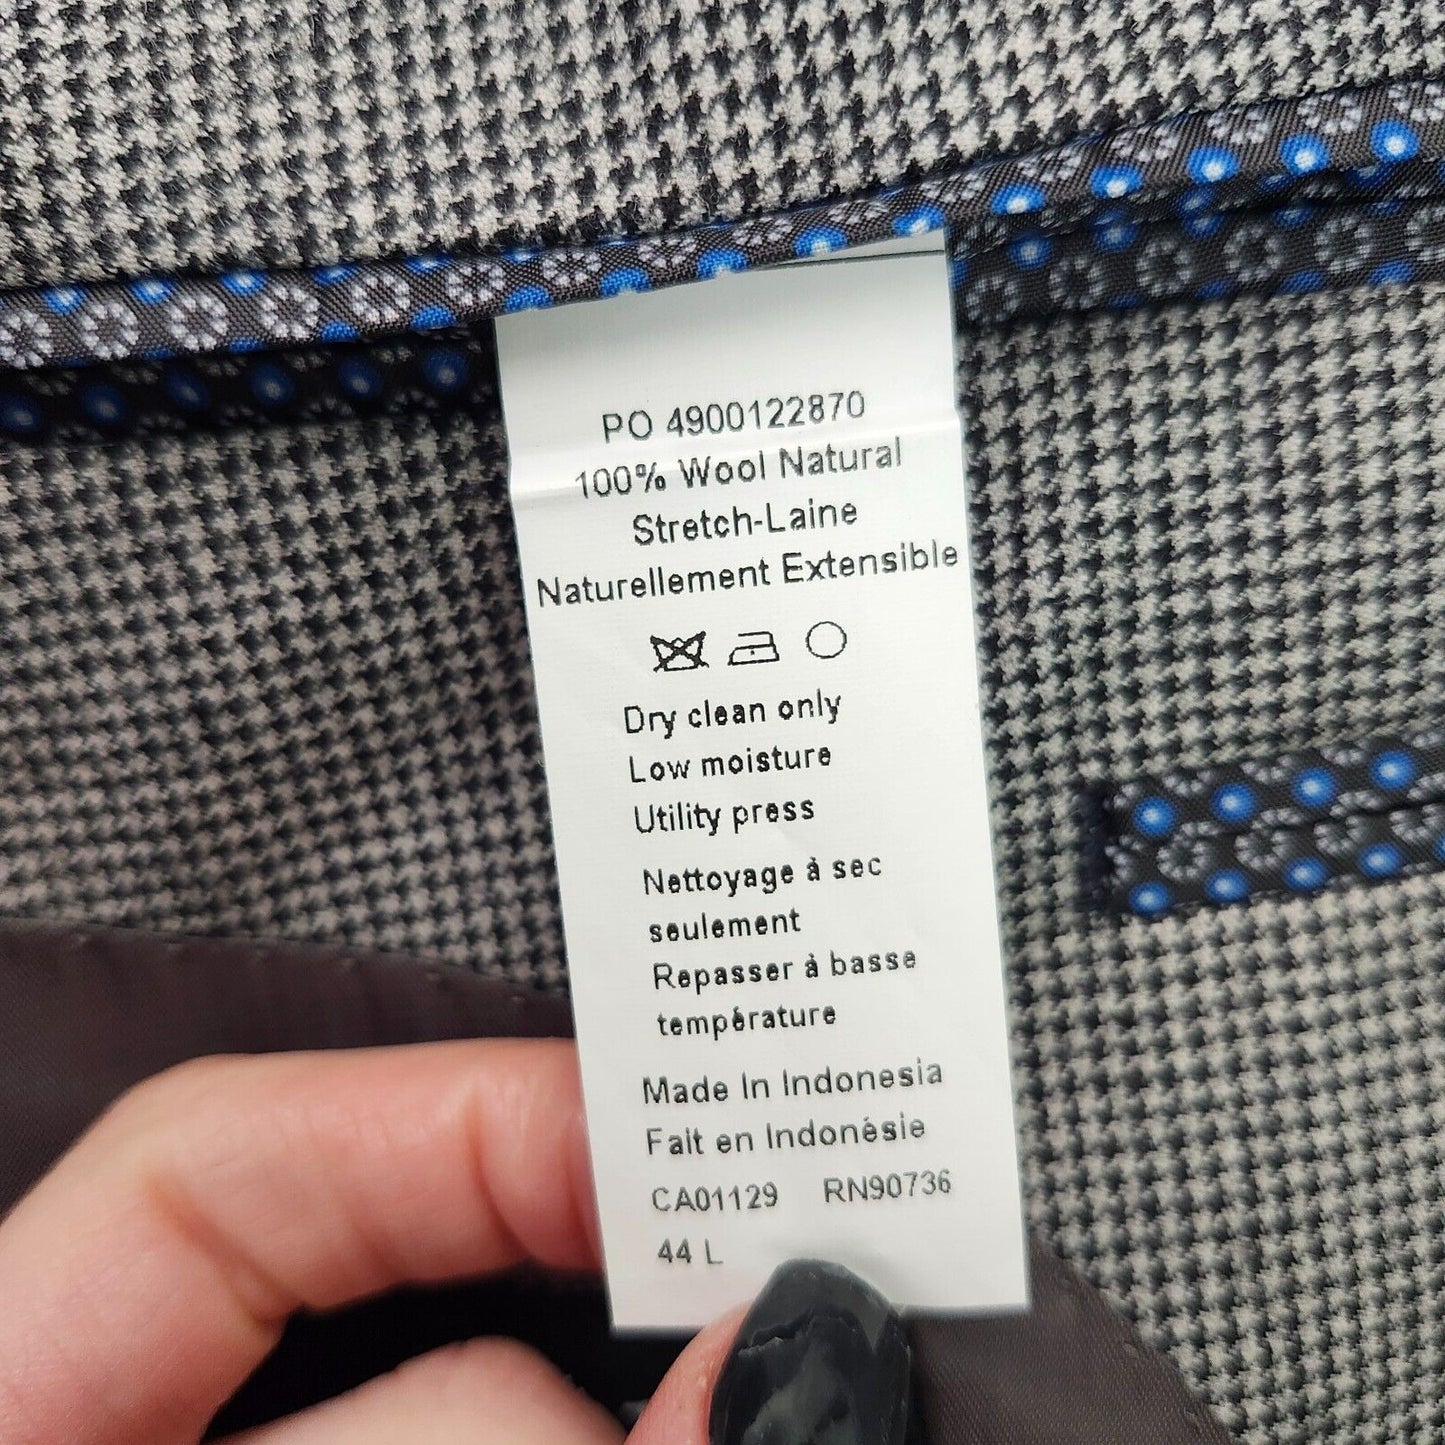 PO 4900122870
100% Wool Natural
Stretch-Laine
Naturellement Extensible
Dry clean only
Low moisture
Utility press
Nettoyage à sec
seulement
Repasser à basse
température
Made In Indonesia
Fait en Indonésie
CA01129 RN90736
44 L